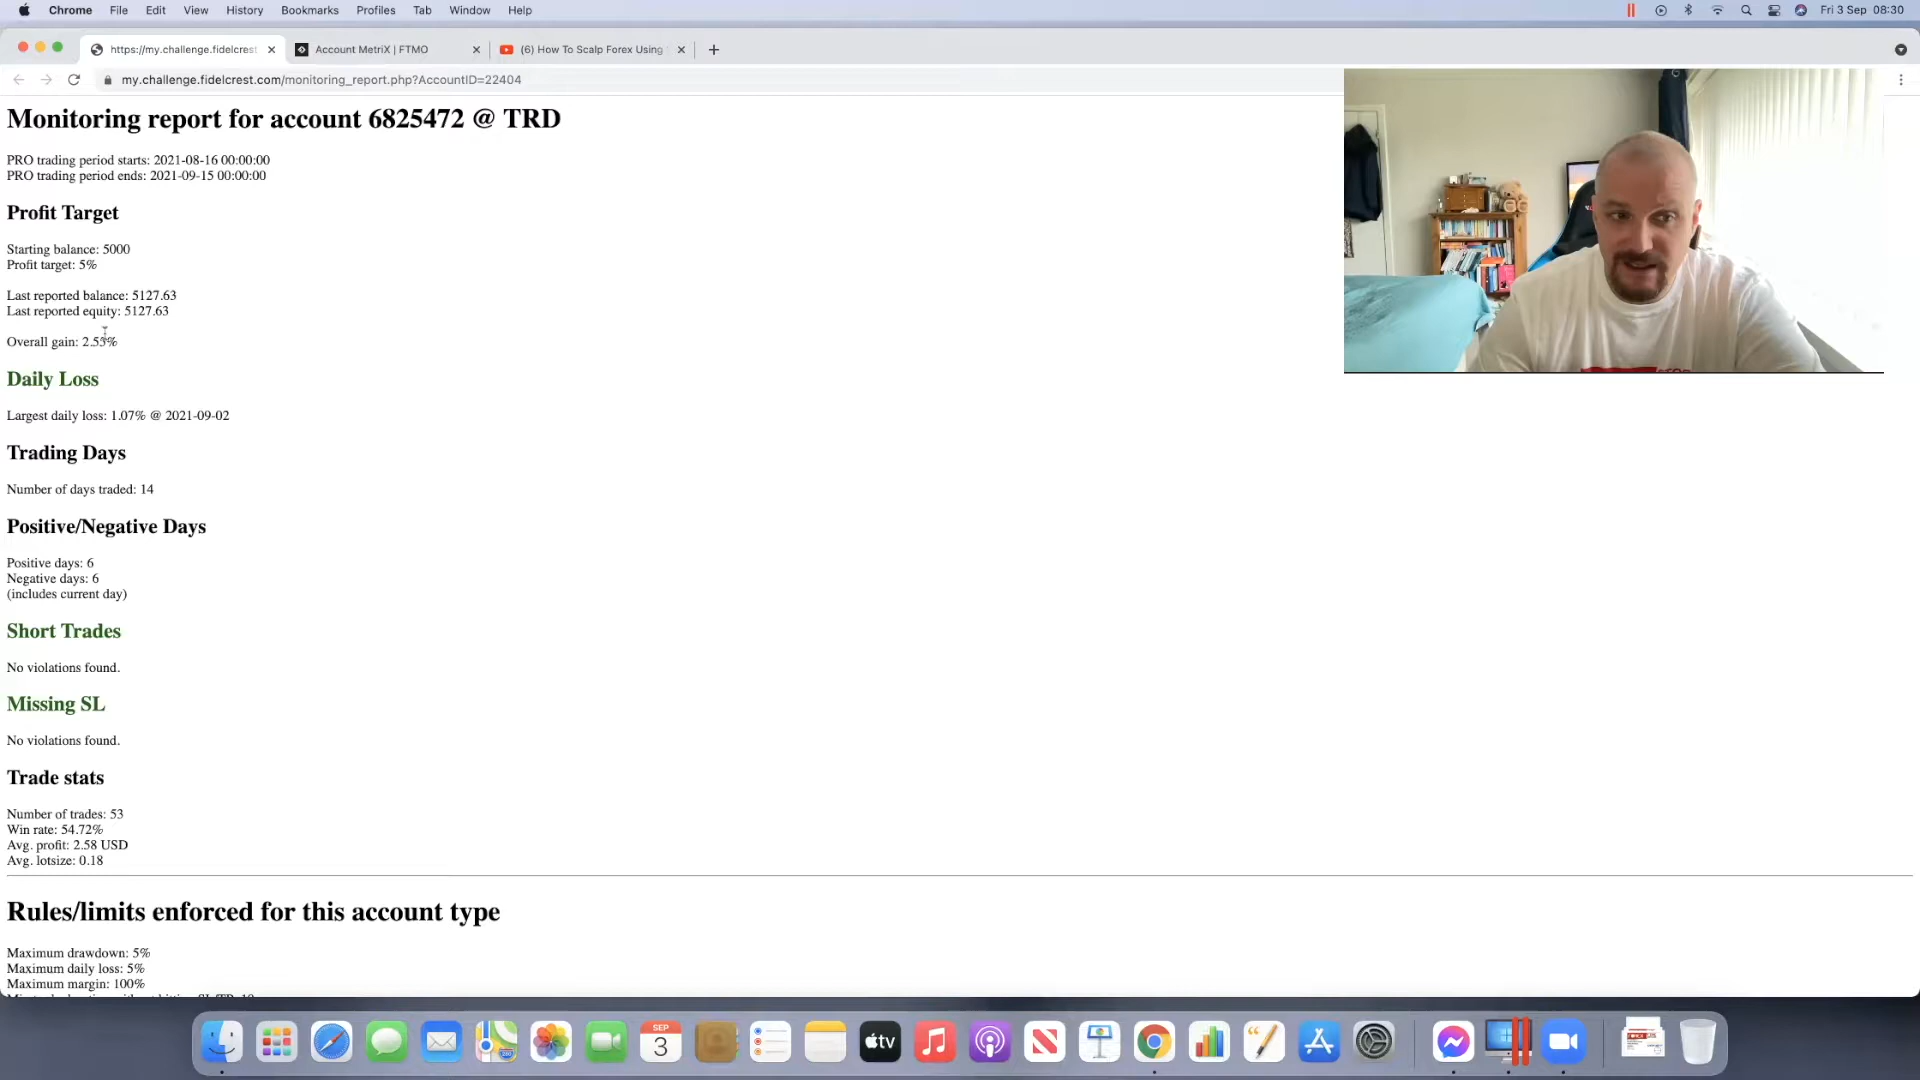 Chrome File Edit View History Bookmarks Profiles Tab Window Help Fri 3 Sep 08:30
https://my.challenge.fidelcrest Account MetriX | FTMO (6) How To Scalp Forex Using
my.challenge.fidelcrest.com/monitoring_report.php?AccountID=22404
Monitoring report for account 6825472 @ TRD
PRO trading period starts: 2021-08-16 00:00:00
PRO trading period ends: 2021-09-15 00:00:00
Profit Target
Starting balance: 5000
Profit target: 5%
Last reported balance: 5127.63
Last reported equity: 5127.63
Overall gain: 2.55%
Daily Loss
Largest daily loss: 1.07% @ 2021-09-02
Trading Days
Number of days traded: 14
Positive/Negative Days
Positive days: 6
Negative days: 6
(includes current day)
Short Trades
No violations found.
Missing SL
No violations found.
Trade stats
Number of trades: 53
Win rate: 54.72%
Avg. profit: 2.58 USD
Avg. lotsize: 0.18
Rules/limits enforced for this account type
Maximum drawdown: 5%
Maximum daily loss: 5%
Maximum margin: 100%
SEP
3
tv